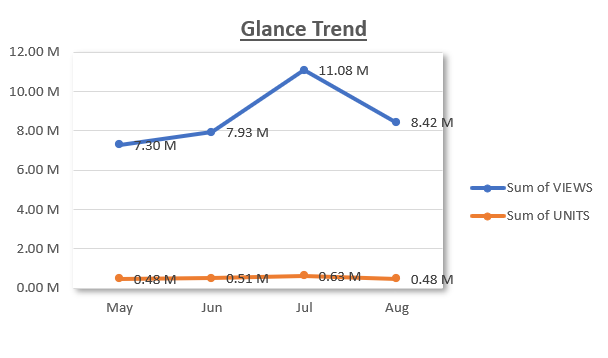 Glance Trend
12.00 M
10.00 M
8.00 M
6.00 M
4.00 M
2.00 M
0.00 M
7.30 M
7.93 M
11.08 M
8.42 M
0.48 M
0.51 M
0.63 M
0.48 M
May
Jun
Jul
Aug
Sum of VIEWS
Sum of UNITS